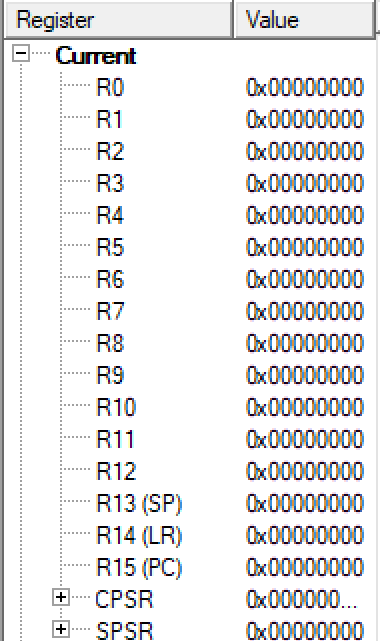 Register Value
Current
R0 0x00000000
R1 0x00000000
R2 0x00000000
R3 0x00000000
R4 0x00000000
R5 0x00000000
R6 0x00000000
R7 0x00000000
R8 0x00000000
R9 0x00000000
R10 0x00000000
R11 0x00000000
R12 0x00000000
R13 (SP) 0x00000000
R14 (LR) 0x00000000
R15 (PC) 0x00000000
CPSR 0x000000...
SPSR 0x00000000